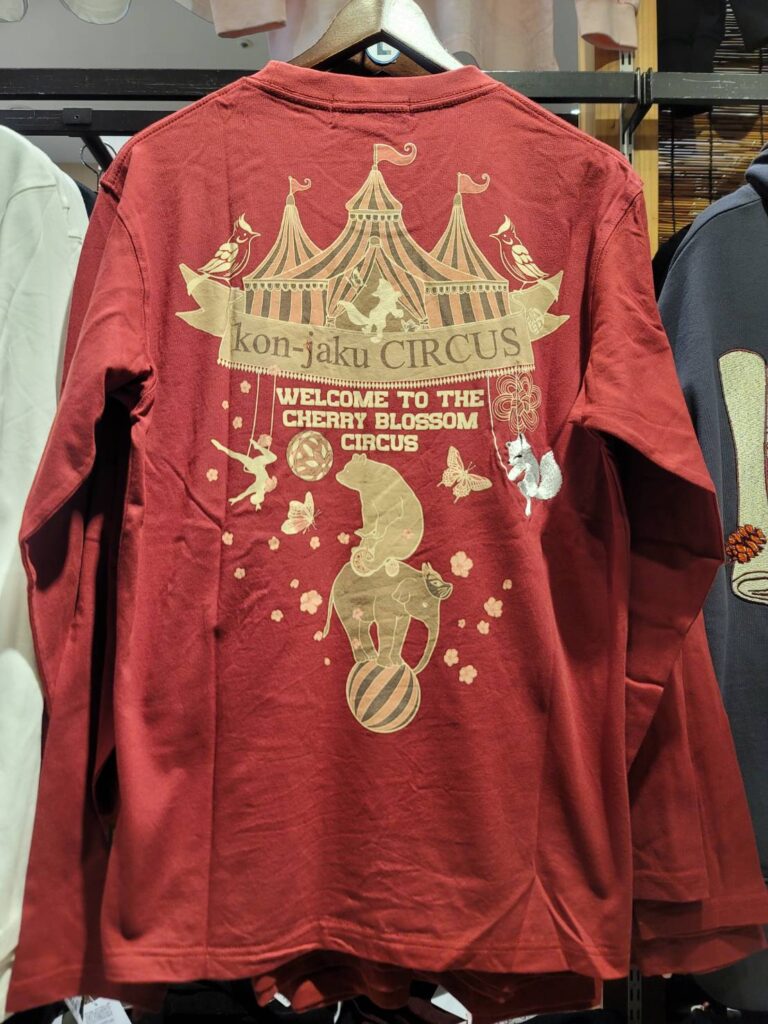 L
kon-jaku CIRCUS
WELCOME TO THE
CHERRY BLOSSOM
CIRCUS